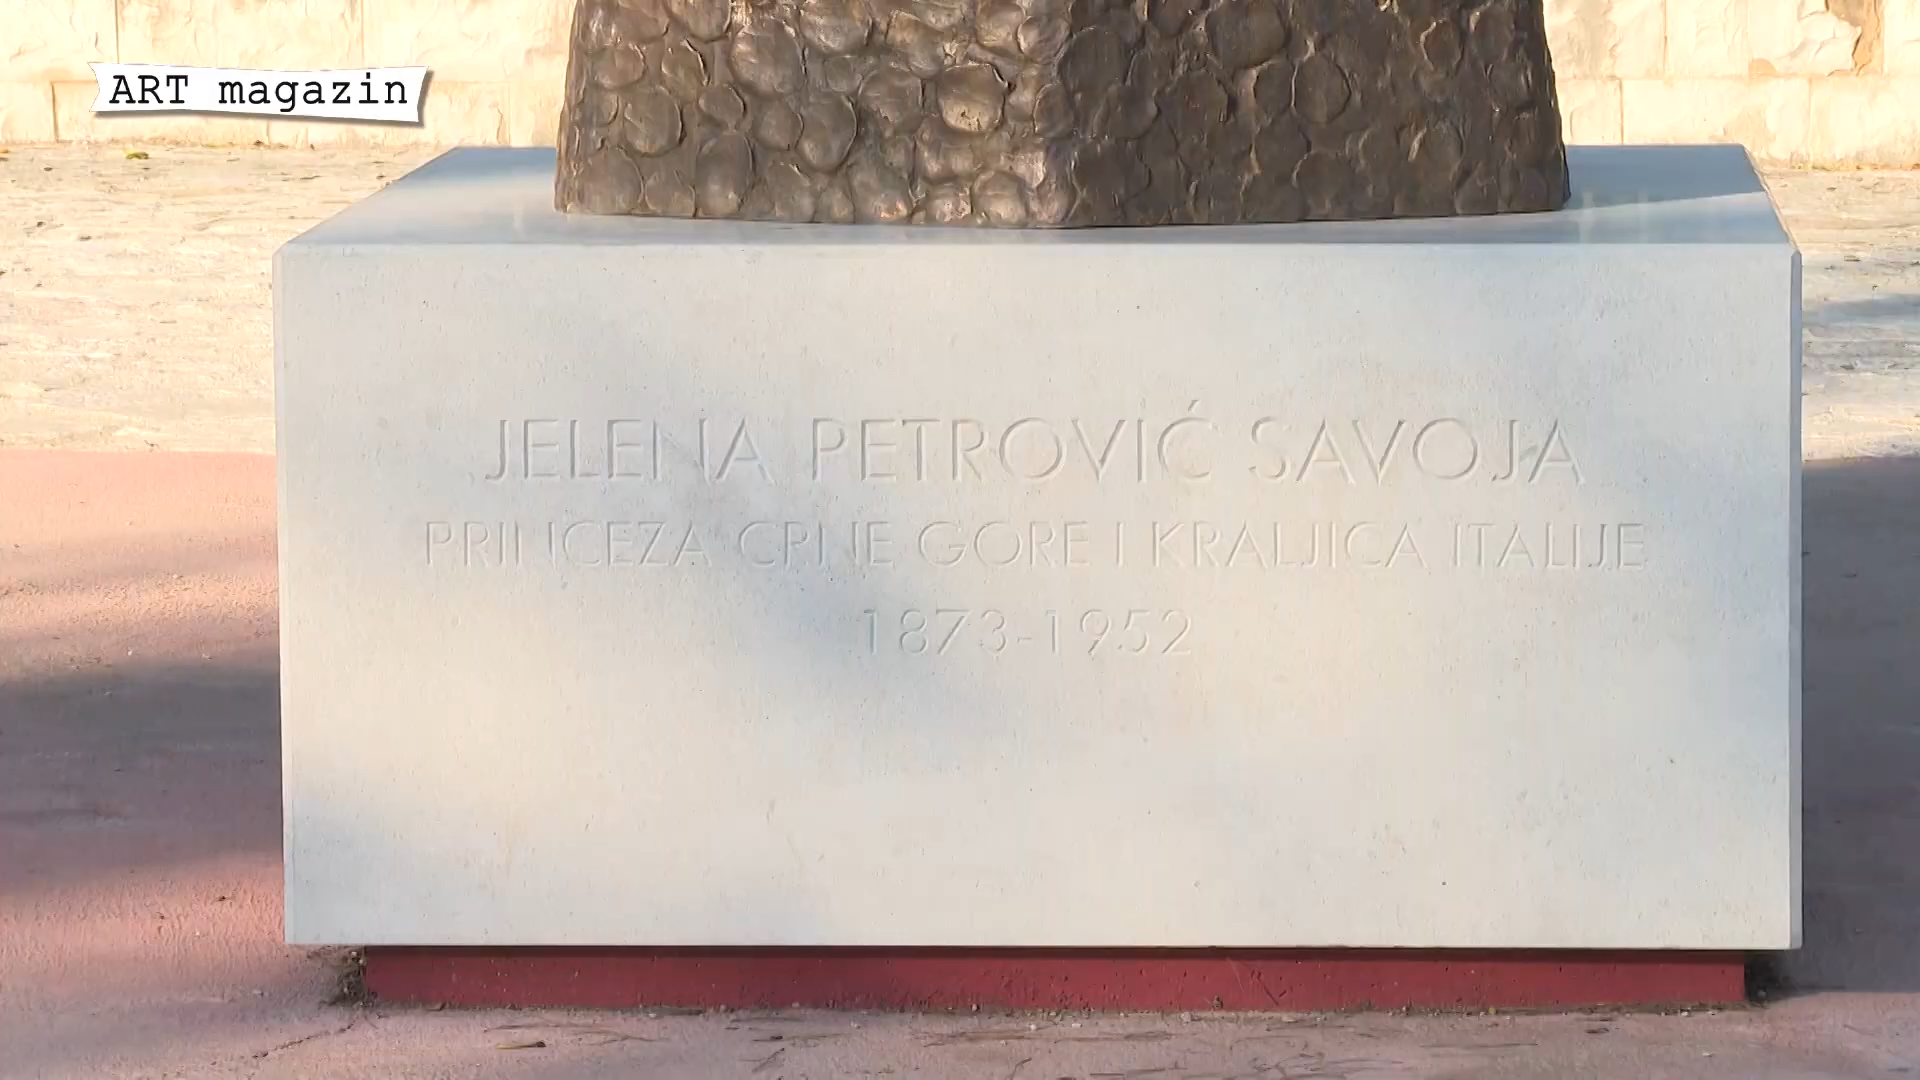 ART magazin
JELENA PETROVIĆ SAVOJA
PRINCEZA CRNE GORE I KRALJICA ITALIJE
1873-1952